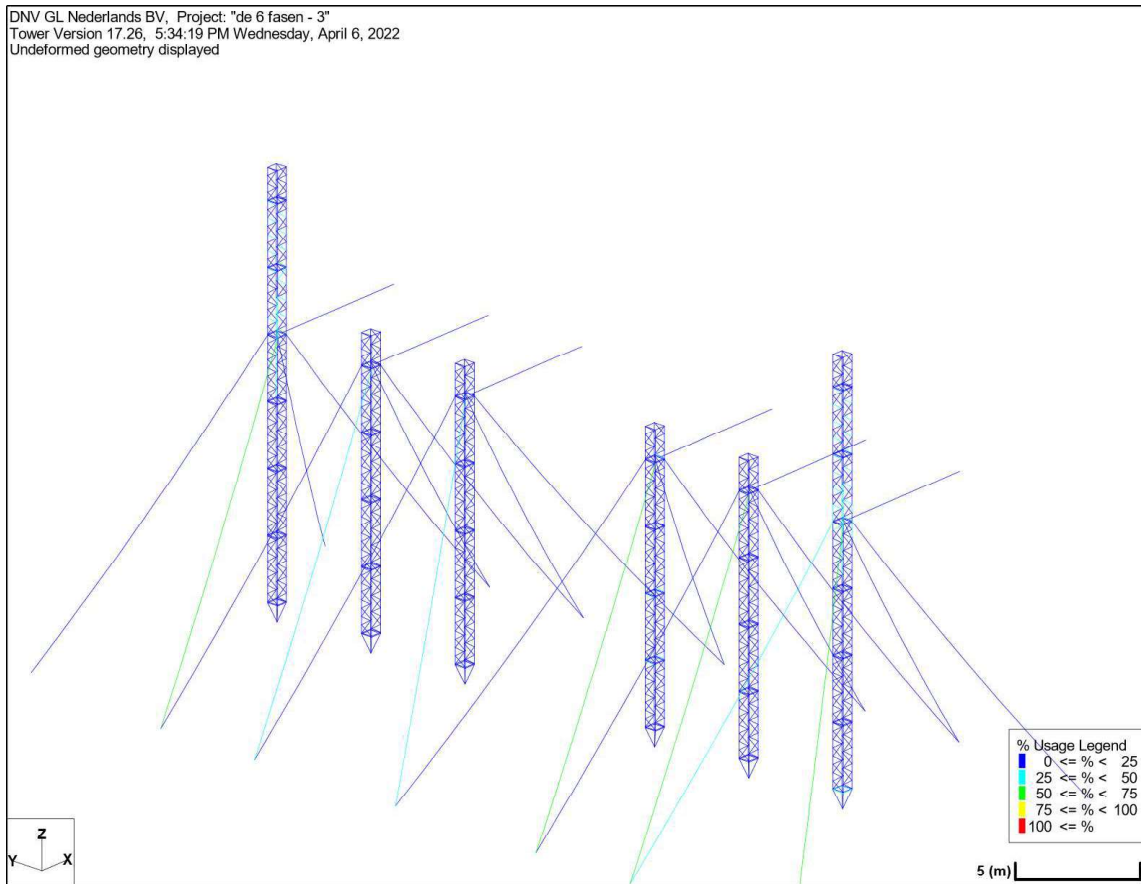 DNV GL Nederlands BV, Project: "de 6 fasen - 3"
Tower Version 17.26, 5:34:19 PM Wednesday, April 6, 2022
Undeformed geometry displayed
% Usage Legend
0 <= % < 25
25 <= % < 50
50 <= % < 75
75 <= % < 100
100 <= %
Z
Y X
5 (m)